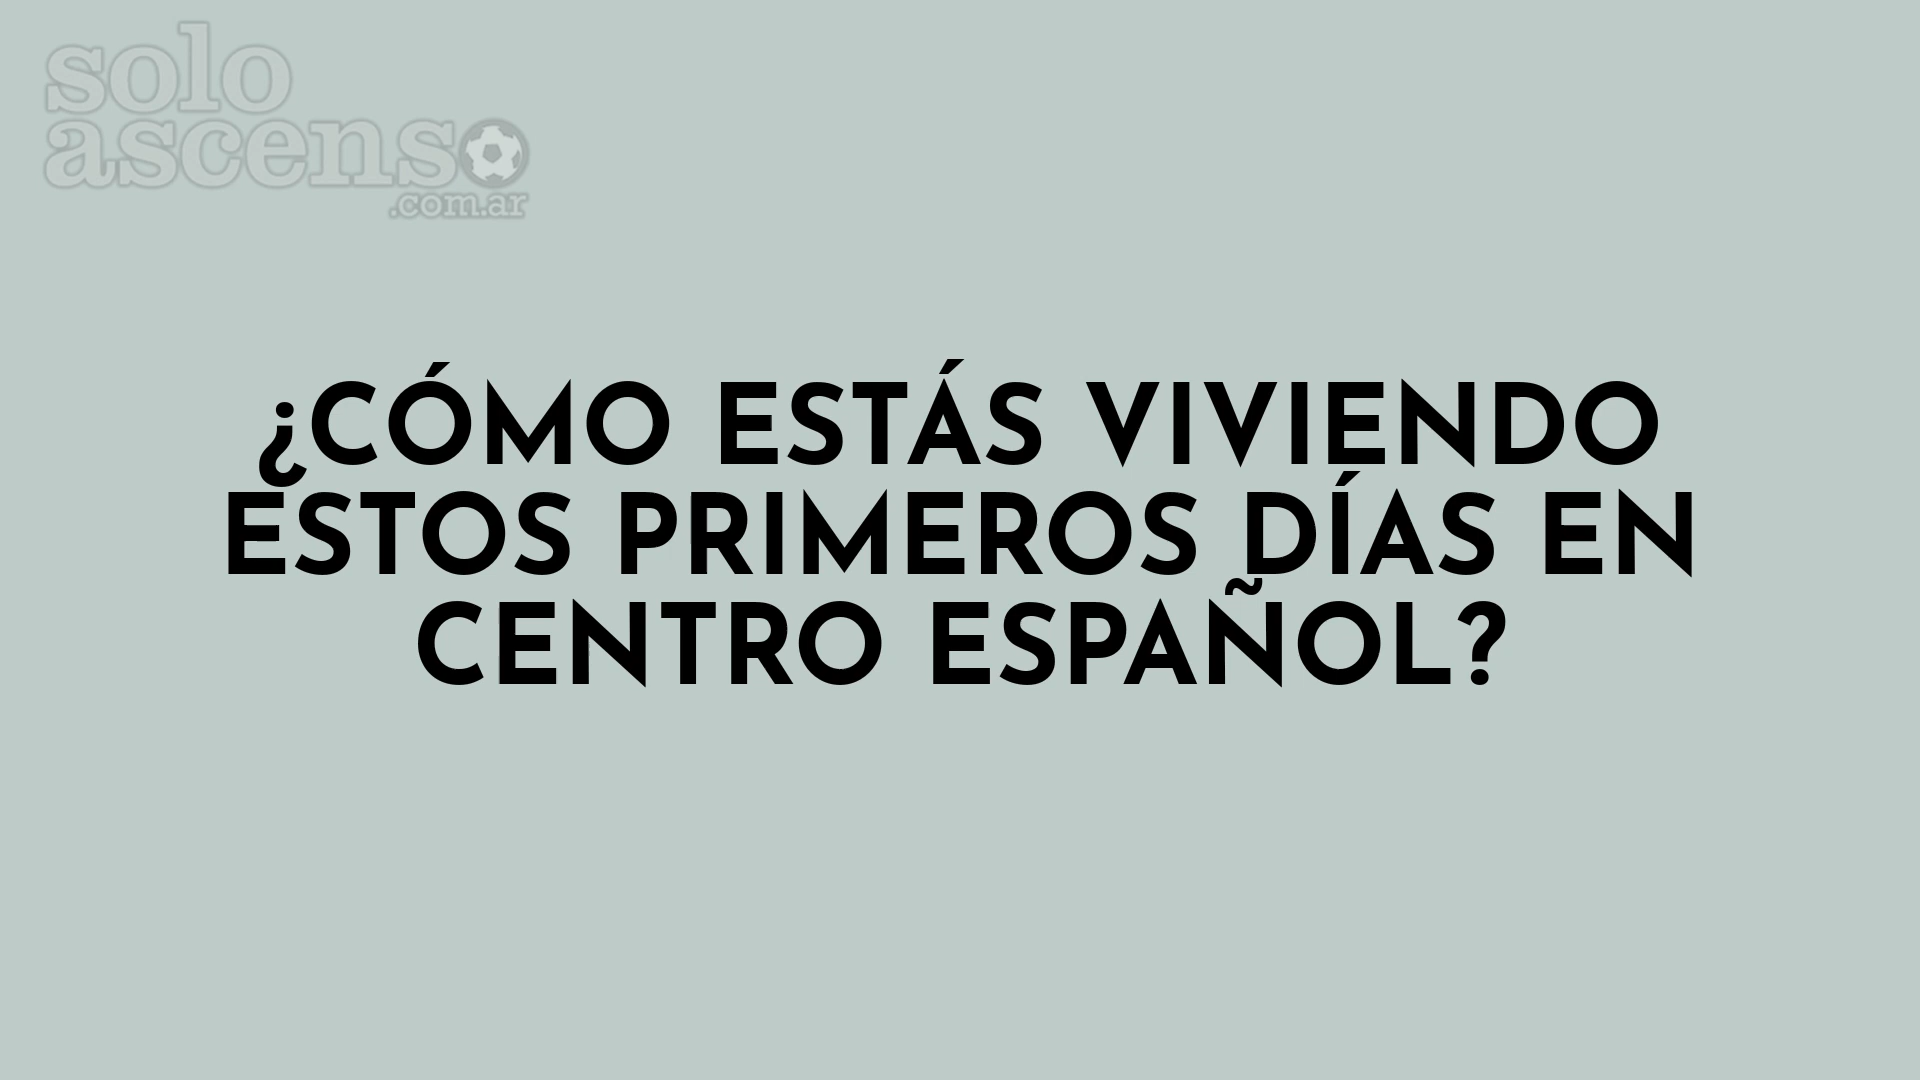 solo
ascenso
.com.ar
¿CÓMO ESTÁS VIVIENDO
ESTOS PRIMEROS DÍAS EN
CENTRO ESPAÑOL?